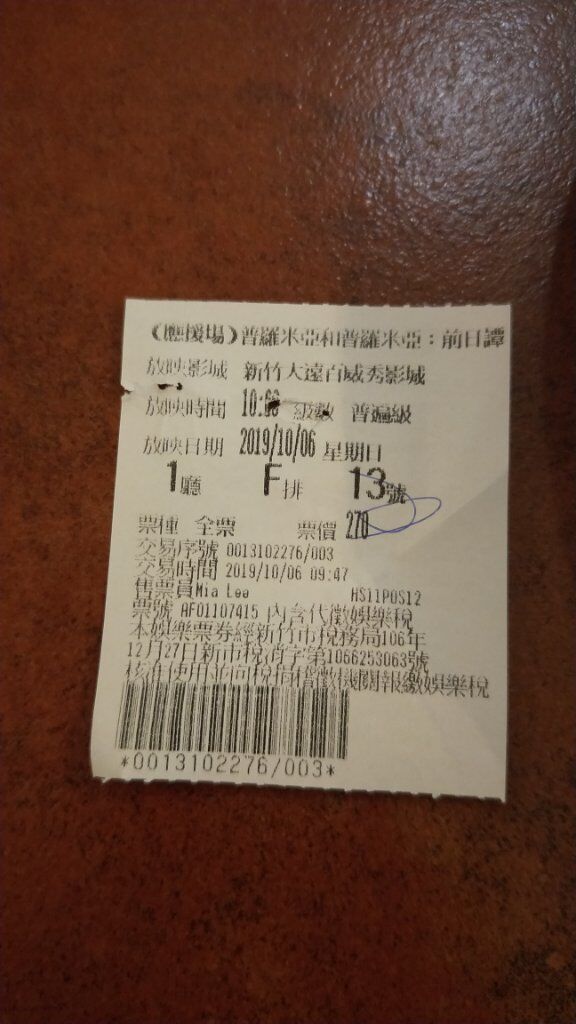 (應援場)普羅米亞和普羅米亞：前日譚
放映影城 新竹大遠百威秀影城
放映時間 10:00 級數 普遍級
放映日期 2019/10/06 星期日
1廳 F排 13號
票種 全票 票價 270
交易序號 0013102276/003
交易時間 2019/10/06 09:47
售票員Mia Lee HS11POS12
票號 AF01107415 內含代徵娛樂稅
本娛樂票券經新竹市稅務局106年
12月27日新市稅消字第1066253063號
核准使用並向稅捐稽徵機關報繳娛樂稅
*0013102276/003*